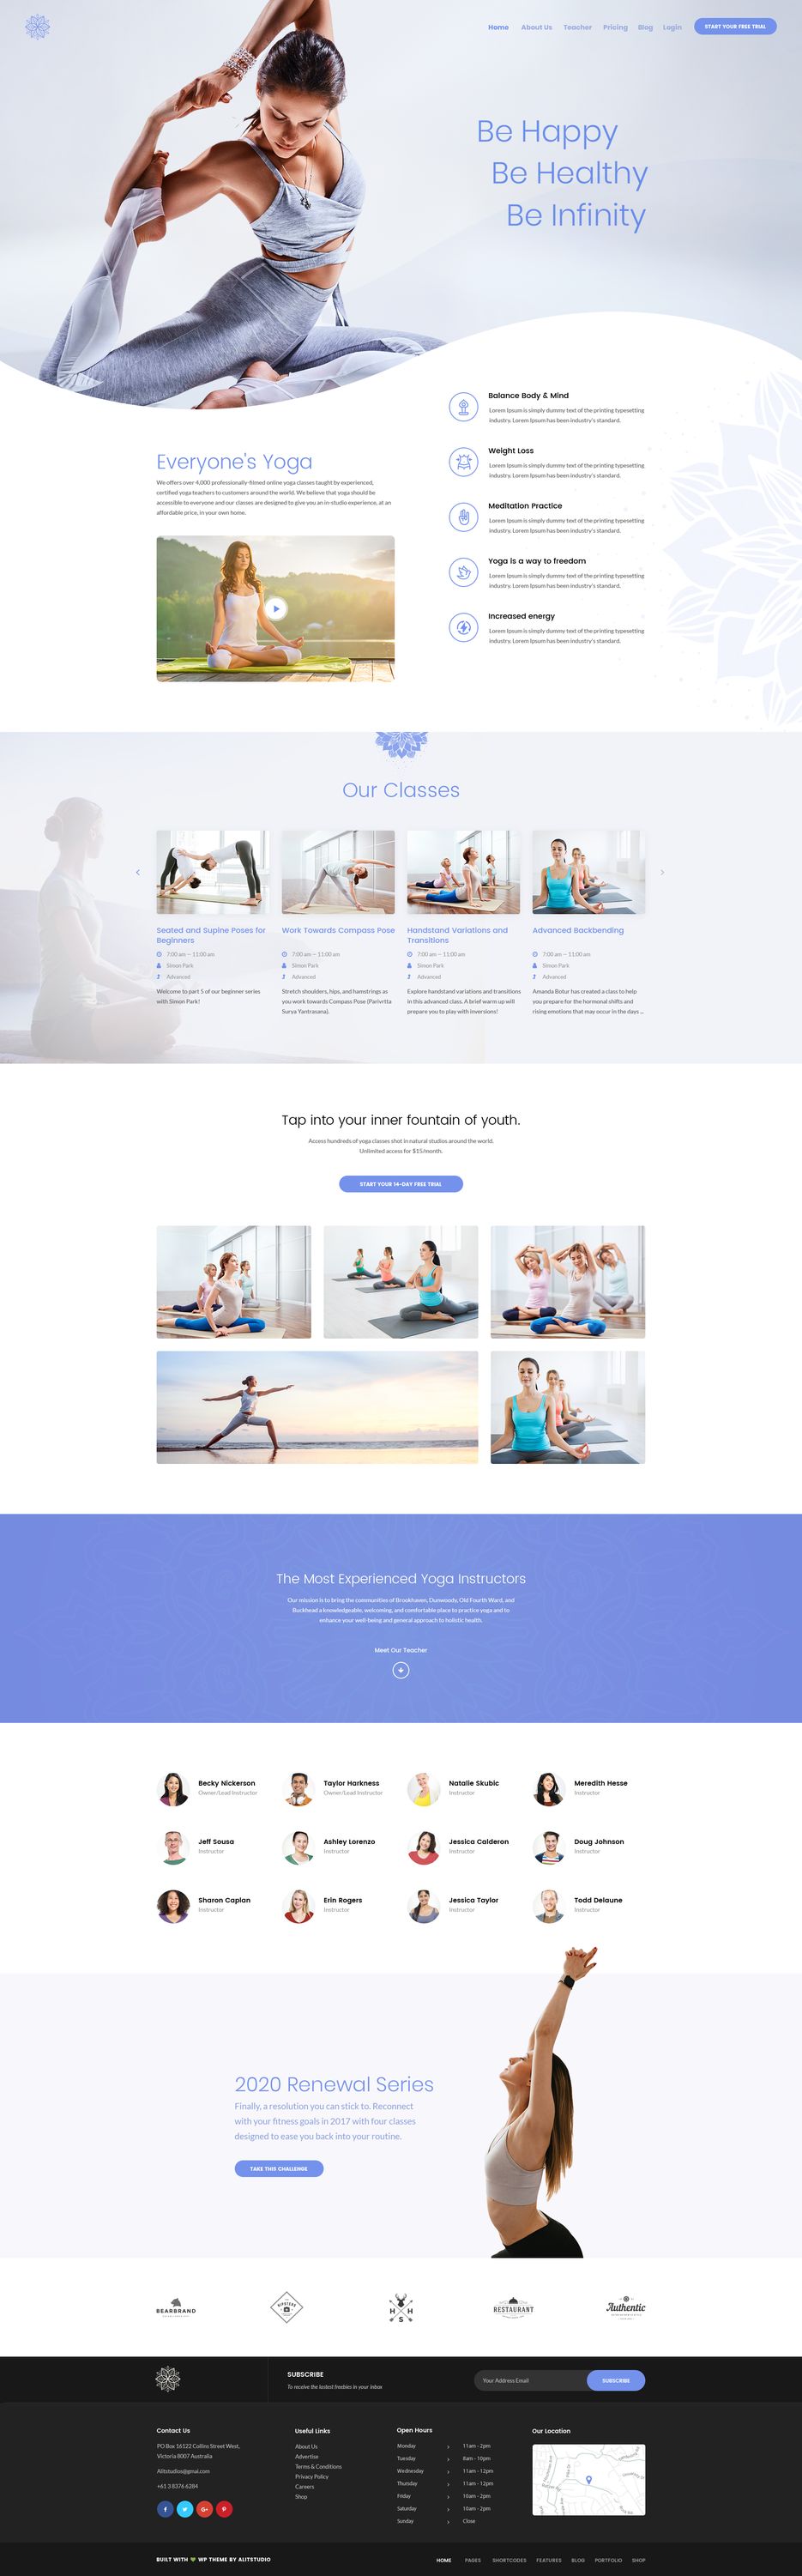 Home About Us Teacher Pricing Blog Login START YOUR FREE TRIAL
Be Happy
Be Healthy
Be Infinity
Everyone's Yoga
We offers over 4,000 professionally-filmed online yoga classes taught by experienced,
certified yoga teachers to customers around the world. We believe that yoga should be
accessible to everyone and our classes are designed to give you an in-studio experience, at an
affordable price, in your own home.
Balance Body & Mind
Lorem Ipsum is simply dummy text of the printing typesetting
industry. Lorem Ipsum has been industry's standard.
Weight Loss
Lorem Ipsum is simply dummy text of the printing typesetting
industry. Lorem Ipsum has been industry's standard.
Meditation Practice
Lorem Ipsum is simply dummy text of the printing typesetting
industry. Lorem Ipsum has been industry's standard.
Yoga is a way to freedom
Lorem Ipsum is simply dummy text of the printing typesetting
industry. Lorem Ipsum has been industry's standard.
Increased energy
Lorem Ipsum is simply dummy text of the printing typesetting
industry. Lorem Ipsum has been industry's standard.
Our Classes
Seated and Supine Poses for
Beginners
7:00 am – 11:00 am
Simon Park
Advanced
Welcome to part 5 of our beginner series
with Simon Park!
Work Towards Compass Pose
7:00 am – 11:00 am
Simon Park
Advanced
Stretch shoulders, hips, and hamstrings as
you work towards Compass Pose (Parivrtta
Surya Yantrasana).
Handstand Variations and
Transitions
7:00 am – 11:00 am
Simon Park
Advanced
Explore handstand variations and transitions
in this advanced class. A brief warm up will
prepare you to play with inversions!
Advanced Backbending
7:00 am – 11:00 am
Simon Park
Advanced
Amanda Botur has created a class to help
you prepare for the hormonal shifts and
rising emotions that may occur in the days ...
Tap into your inner fountain of youth.
Access hundreds of yoga classes shot in natural studios around the world.
Unlimited access for $15/month.
START YOUR 14-DAY FREE TRIAL
The Most Experienced Yoga Instructors
Our mission is to bring the communities of Brookhaven, Dunwoody, Old Fourth Ward, and
Buckhead a knowledgeable, welcoming, and comfortable place to practice yoga and to
enhance your well-being and general approach to holistic health.
Meet Our Teacher
Becky Nickerson
Owner/Lead Instructor
Taylor Harkness
Owner/Lead Instructor
Natalie Skubic
Instructor
Meredith Hesse
Instructor
Jeff Sousa
Instructor
Ashley Lorenzo
Instructor
Jessica Calderon
Instructor
Doug Johnson
Instructor
Sharon Caplan
Instructor
Erin Rogers
Instructor
Jessica Taylor
Instructor
Todd Delaune
Instructor
2020 Renewal Series
Finally, a resolution you can stick to. Reconnect
with your fitness goals in 2017 with four classes
designed to ease you back into your routine.
TAKE THIS CHALLENGE
BEARBRAND
HIPSTERS
H H
S
RESTAURANT
Authentic
SUBSCRIBE
To receive the lastest freebies in your inbox
Your Address Email
SUBSCRIBE
Contact Us
PO Box 16122 Collins Street West,
Victoria 8007 Australia
Alitstudios@gmai.com
+61 3 8376 6284
Useful Links
About Us
Advertise
Terms & Conditions
Privacy Policy
Careers
Shop
Open Hours
Monday 11am - 2pm
Tuesday 8am - 10pm
Wednesday 11am - 12pm
Thusday 11am - 12pm
Friday 10am - 2pm
Saturday 10am - 2pm
Sunday Close
Our Location
BUILT WITH WP THEME BY ALITSTUDIO
HOME PAGES SHORTCODES FEATURES BLOG PORTFOLIO SHOP